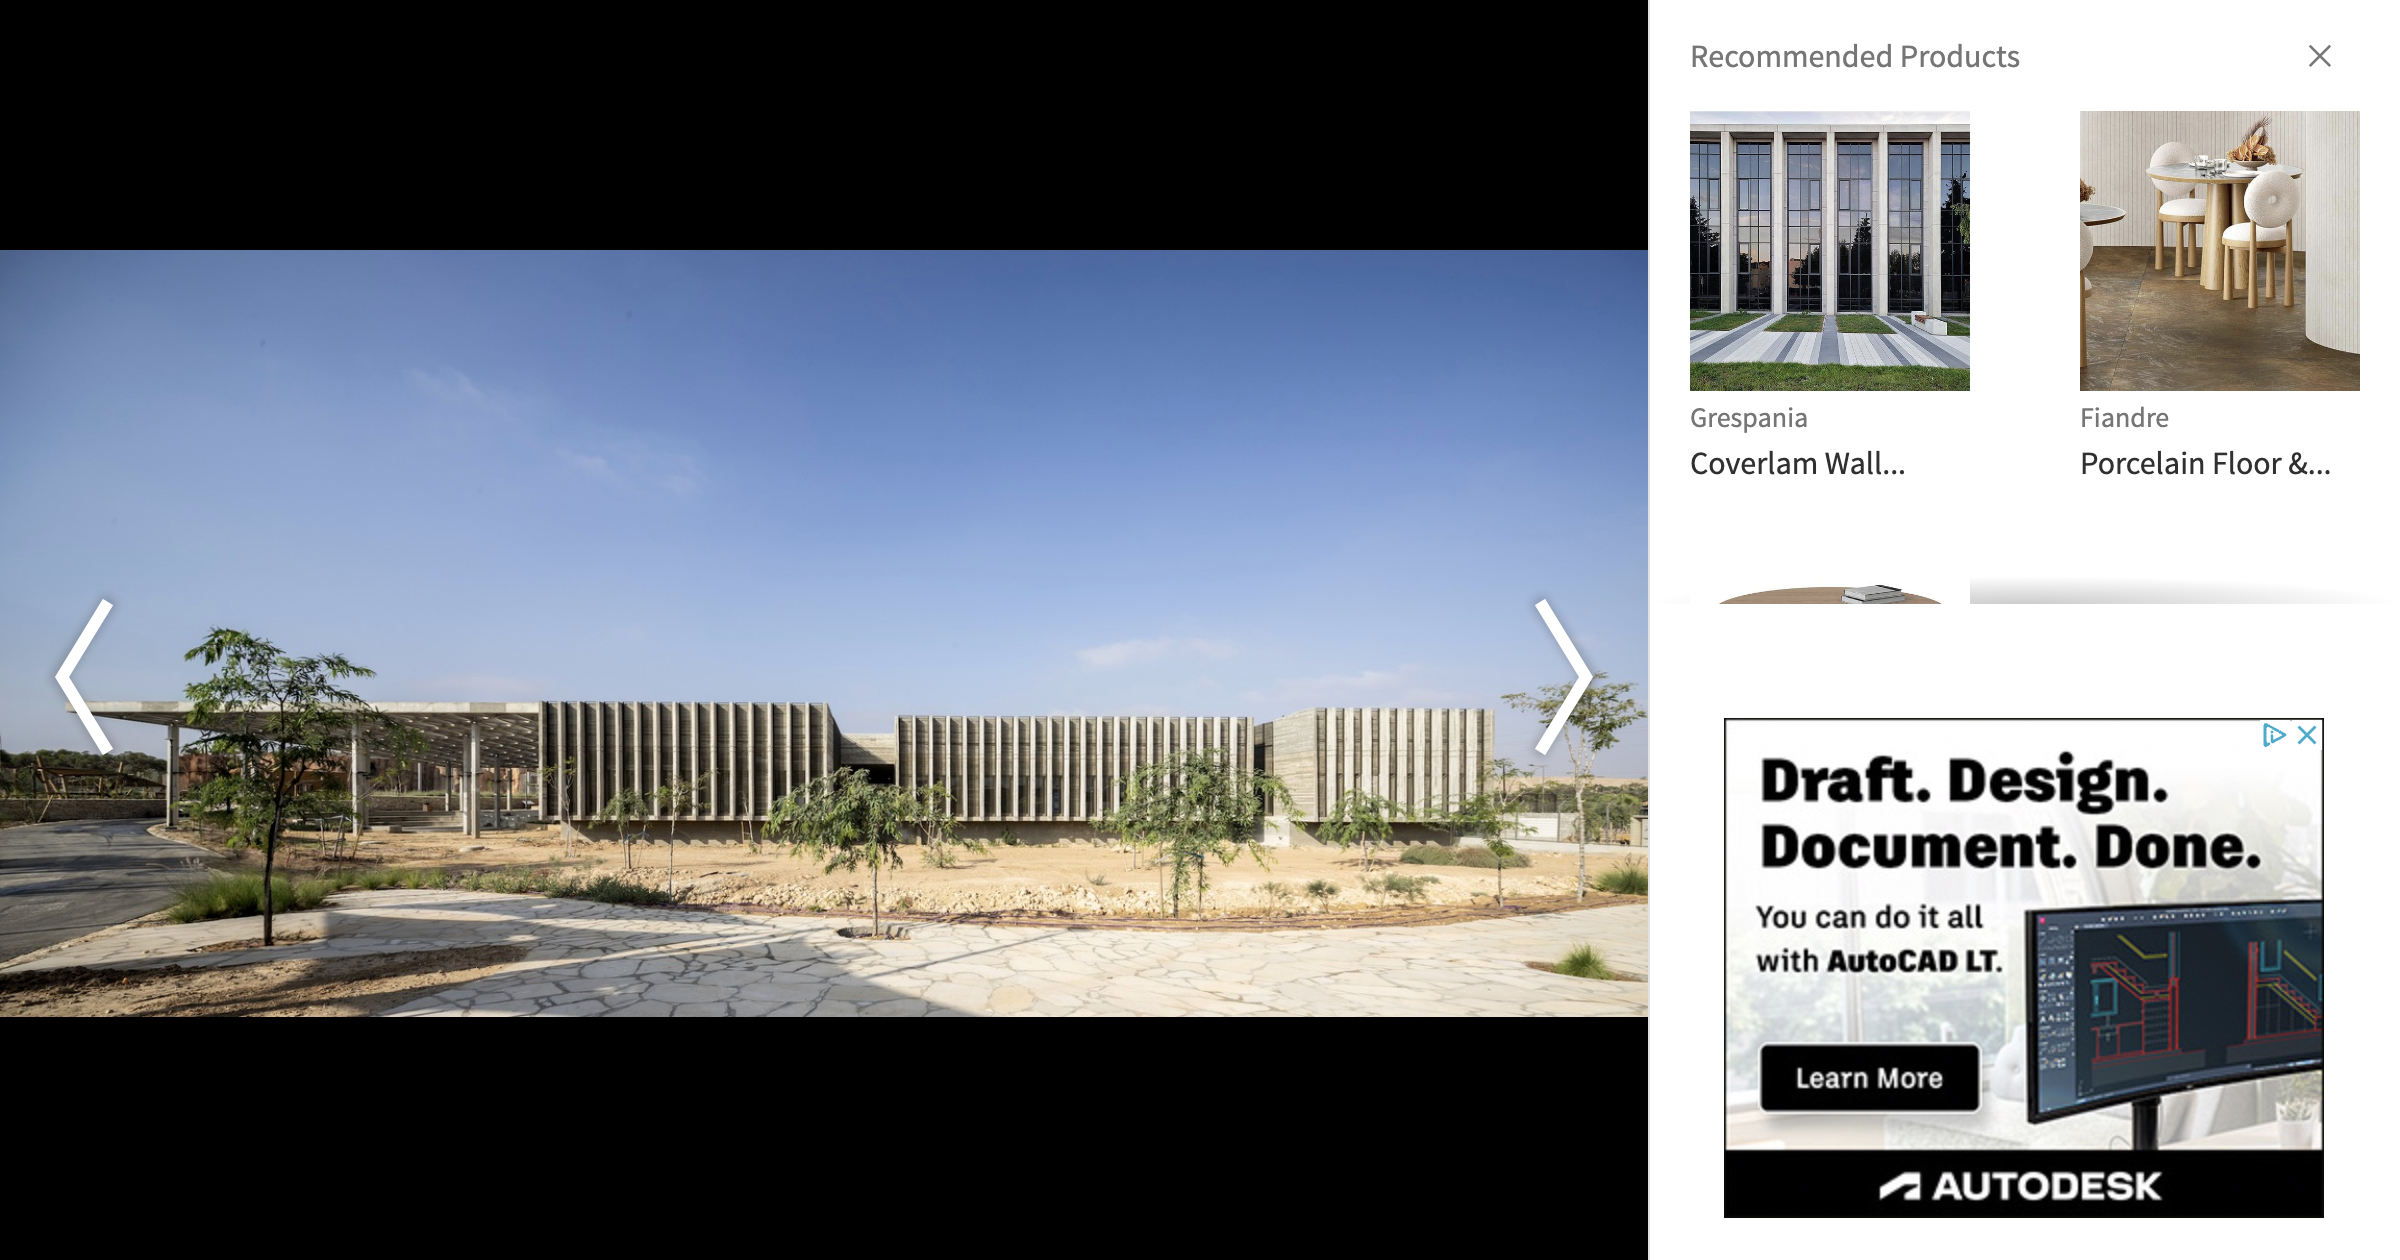 Recommended Products
Grespania
Coverlam Wall...
Fiandre
Porcelain Floor &...
Draft. Design.
Document. Done.
You can do it all
with AutoCAD LT.
Learn More
AUTODESK